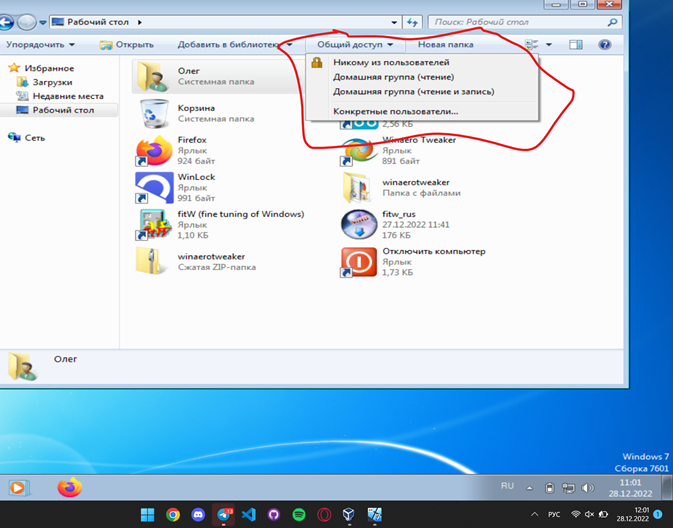 Рабочий стол
Поиск: Рабочий стол
Упорядочить
Открыть
Добавить в библиотеку
Общий доступ
Новая папка
Никому из пользователей
Домашняя группа (чтение)
Домашняя группа (чтение и запись)
Конкретные пользователи...
Избранное
Загрузки
Недавние места
Рабочий стол
Сеть
Олег
Системная папка
Корзина
Системная папка
2,56 КБ
Firefox
Ярлык
924 байт
Winaero Tweaker
Ярлык
891 байт
WinLock
Ярлык
991 байт
winaerotweaker
Папка с файлами
fitW (fine tuning of Windows)
Ярлык
1,10 КБ
fitw_rus
27.12.2022 11:41
176 КБ
winaerotweaker
Сжатая ZIP-папка
Отключить компьютер
Ярлык
1,73 КБ
Олег
Windows 7
Сборка 7601
RU
11:01
28.12.2022
РУС
12:01
28.12.2022